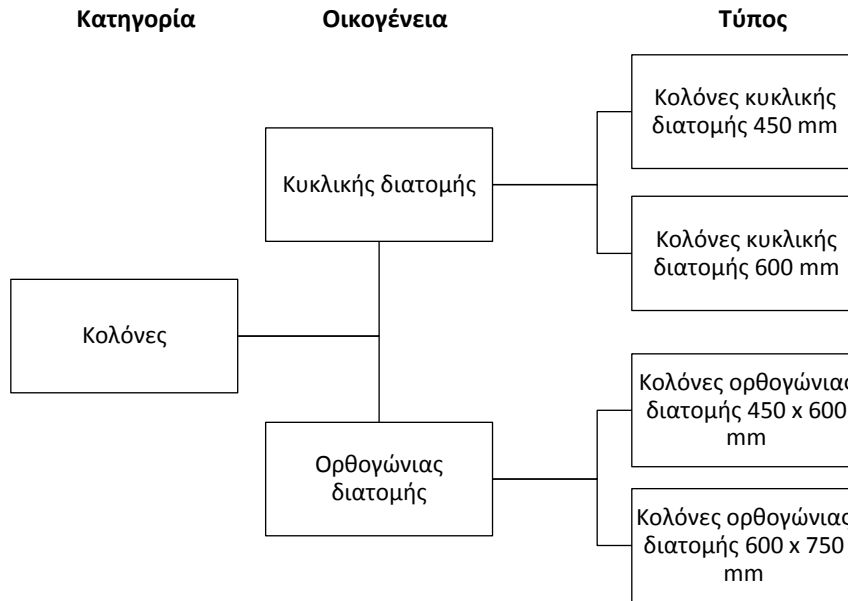 Κατηγορία
Οικογένεια
Τύπος
Κολόνες κυκλικής
διατομής 450 mm
Κυκλικής διατομής
Κολόνες κυκλικής
διατομής 600 mm
Κολόνες
Κολόνες ορθογώνιας
διατομής 450 x 600
mm
Ορθογώνιας
διατομής
Κολόνες ορθογώνιας
διατομής 600 x 750
mm